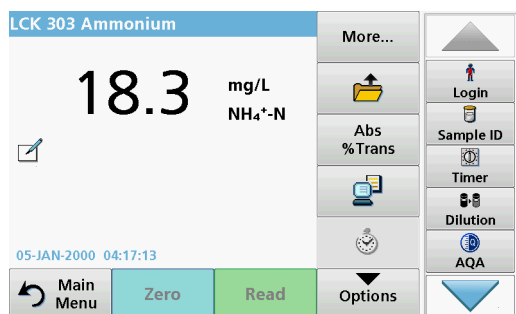 LCK 303 Ammonium
18.3 mg/L
NH₄⁺-N
05-JAN-2000 04:17:13
More...
Abs
%Trans
Main
Menu
Zero
Read
Options
Login
Sample ID
Timer
Dilution
AQA